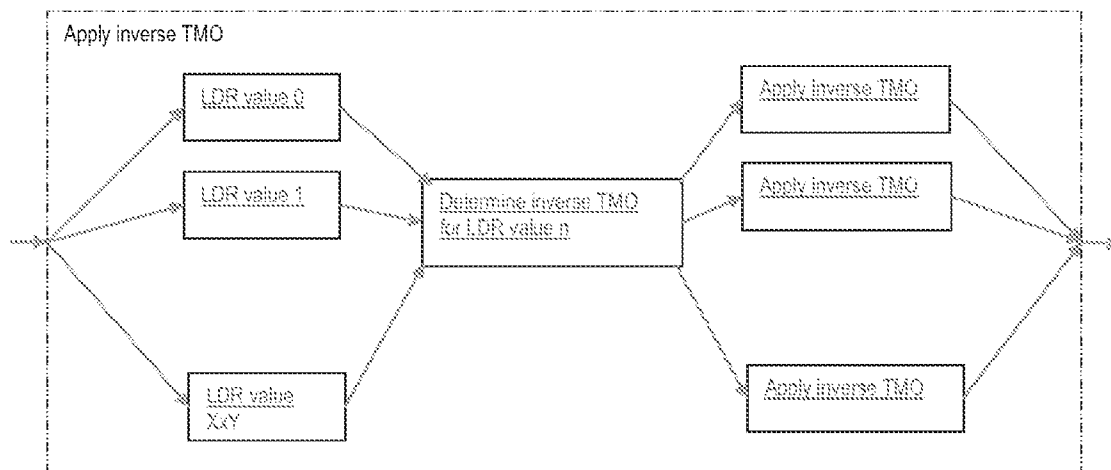 Apply inverse TMO
LDR value 0
LDR value 1
LDR value
XxY
Determine inverse TMO
for LDR value n
Apply inverse TMO
Apply inverse TMO
Apply inverse TMO